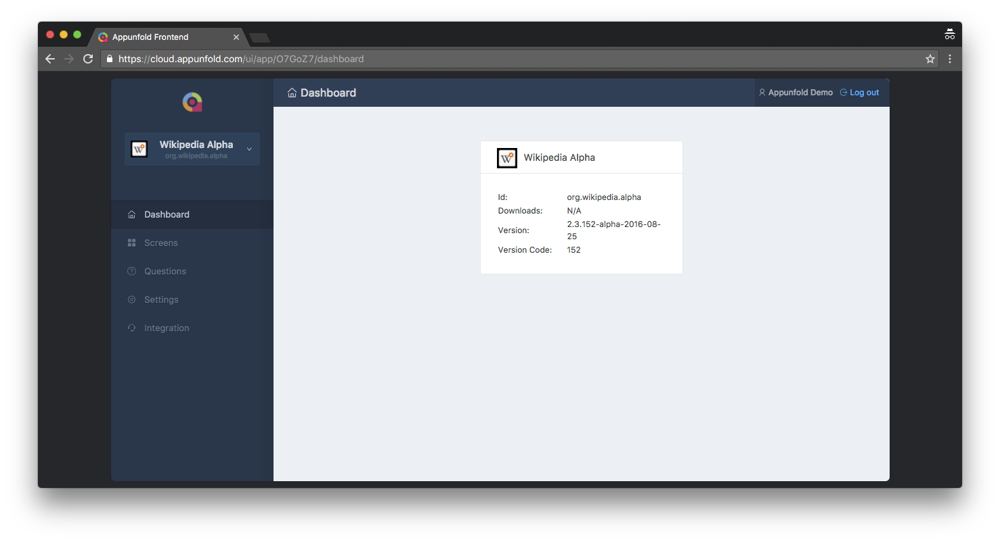 Appunfold Frontend
https://cloud.appunfold.com/ui/app/O7GoZ7/dashboard
Dashboard
Appunfold Demo
Log out
W
Wikipedia Alpha
org.wikipedia.alpha
Dashboard
Screens
Questions
Settings
Integration
W
Wikipedia Alpha
Id: org.wikipedia.alpha
Downloads: N/A
Version: 2.3.152-alpha-2016-08-
25
Version Code: 152